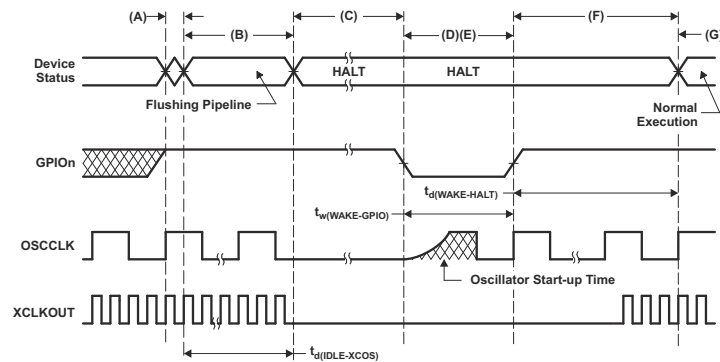 (A)
(B)
(C)
(D)(E)
(F)
(G)
Device
Status
HALT
HALT
Flushing Pipeline
Normal
Execution
GPIOn
td(WAKE-HALT)
tw(WAKE-GPIO)
OSCCLK
Oscillator Start-up Time
XCLKOUT
td(IDLE-XCOS)